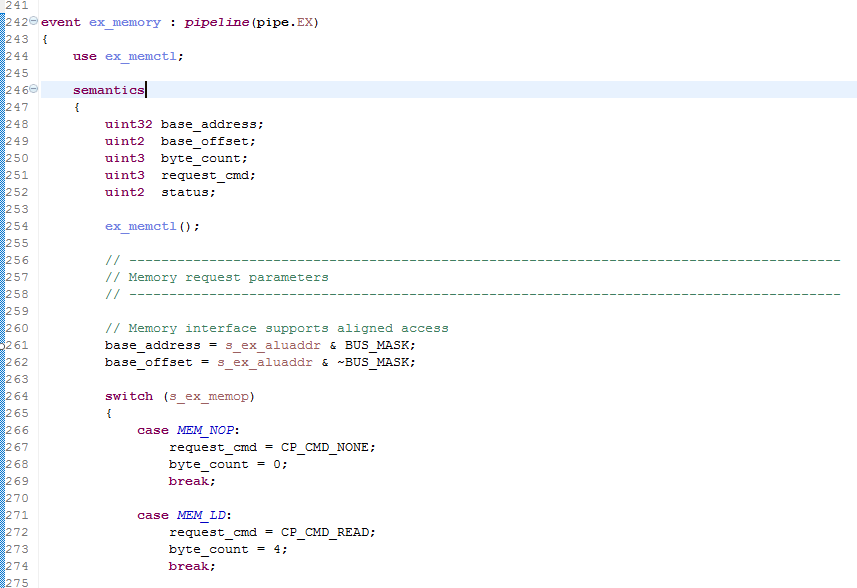 241
242 event ex_memory : pipeline(pipe.EX)
243 {
244     use ex_memctl;
245
246     semantics
247     {
248         uint32 base_address;
249         uint2  base_offset;
250         uint3  byte_count;
251         uint3  request_cmd;
252         uint2  status;
253
254         ex_memctl();
255
256         // -----------------------------------------------------------------------------------------
257         // Memory request parameters
258         // -----------------------------------------------------------------------------------------
259
260         // Memory interface supports aligned access
261         base_address = s_ex_aluaddr & BUS_MASK;
262         base_offset = s_ex_aluaddr & ~BUS_MASK;
263
264         switch (s_ex_memop)
265         {
266             case MEM_NOP:
267                 request_cmd = CP_CMD_NONE;
268                 byte_count = 0;
269                 break;
270
271             case MEM_LD:
272                 request_cmd = CP_CMD_READ;
273                 byte_count = 4;
274                 break;
275